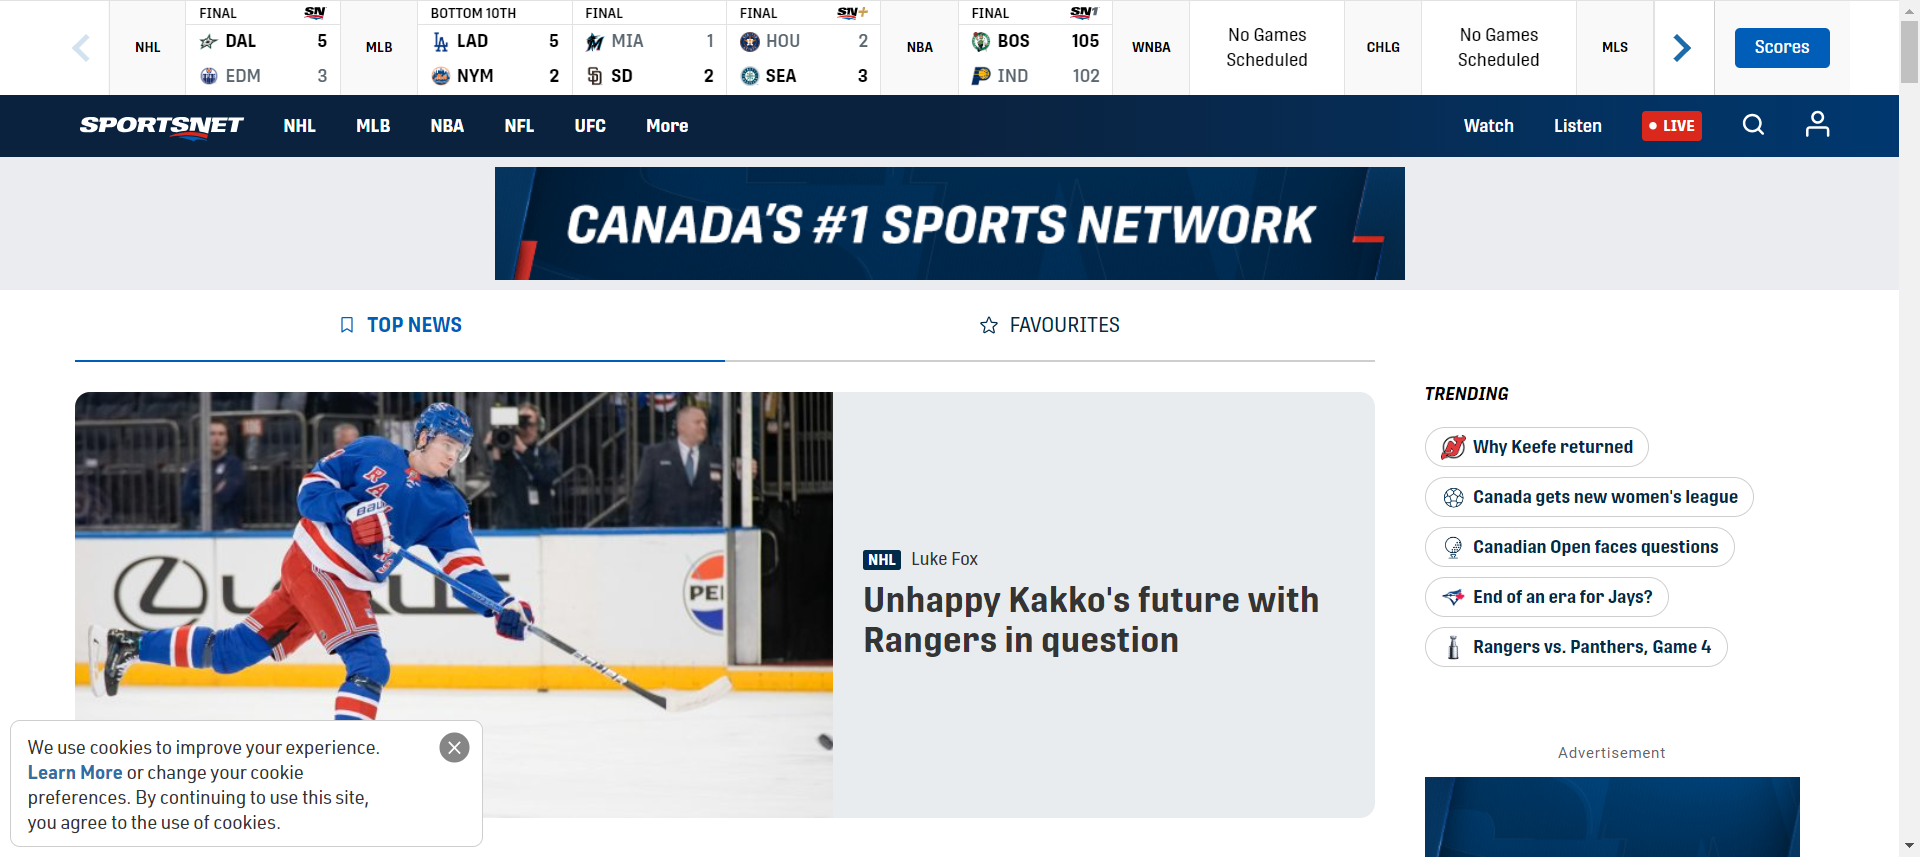 NHL
FINAL SN
DAL 5
EDM 3
MLB
BOTTOM 10TH
LAD 5
NYM 2
FINAL
MIA 1
SD 2
FINAL SN+
HOU 2
SEA 3
NBA
FINAL SN1
BOS 105
IND 102
WNBA
No Games
Scheduled
CHLG
No Games
Scheduled
MLS
Scores
SPORTSNET NHL MLB NBA NFL UFC More Watch Listen LIVE
CANADA'S #1 SPORTS NETWORK
TOP NEWS
FAVOURITES
NHL Luke Fox
Unhappy Kakko's future with
Rangers in question
TRENDING
Why Keefe returned
Canada gets new women's league
Canadian Open faces questions
End of an era for Jays?
Rangers vs. Panthers, Game 4
Advertisement
We use cookies to improve your experience.
Learn More or change your cookie
preferences. By continuing to use this site,
you agree to the use of cookies.